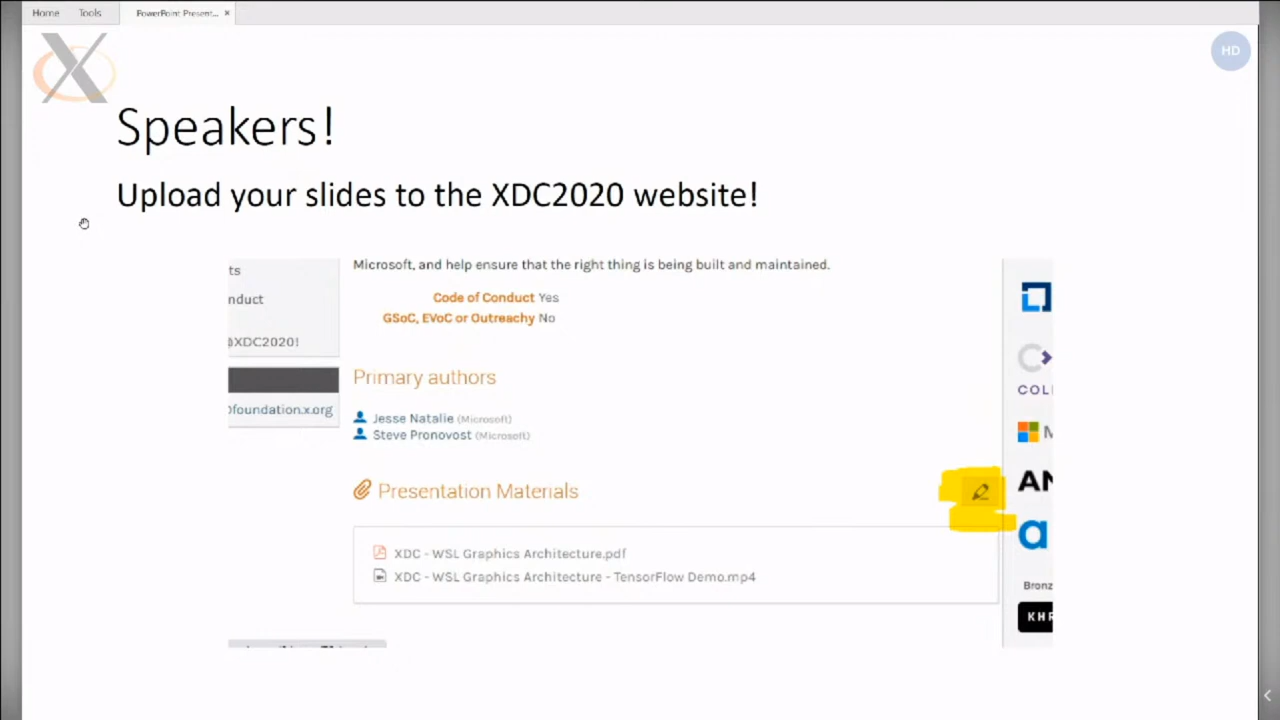 Home Tools PowerPoint Present... ×
HD
Speakers!
Upload your slides to the XDC2020 website!
Microsoft, and help ensure that the right thing is being built and maintained.
ts
Code of Conduct Yes
nduct
GSoC, EVoC or Outreachy No
@XDC2020!
Primary authors
foundation.x.org
Jesse Natalie (Microsoft)
Steve Pronovost (Microsoft)
COLL
M
AN
Presentation Materials
XDC - WSL Graphics Architecture.pdf
XDC - WSL Graphics Architecture - TensorFlow Demo.mp4
Bronz
KHR